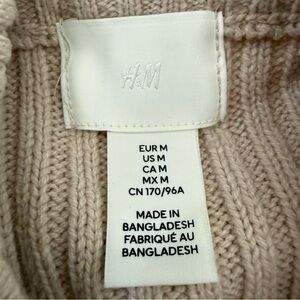 H&M
EUR M
US M
CA M
MX M
CN 170/96A
MADE IN
BANGLADESH
FABRIQUÉ AU
BANGLADESH